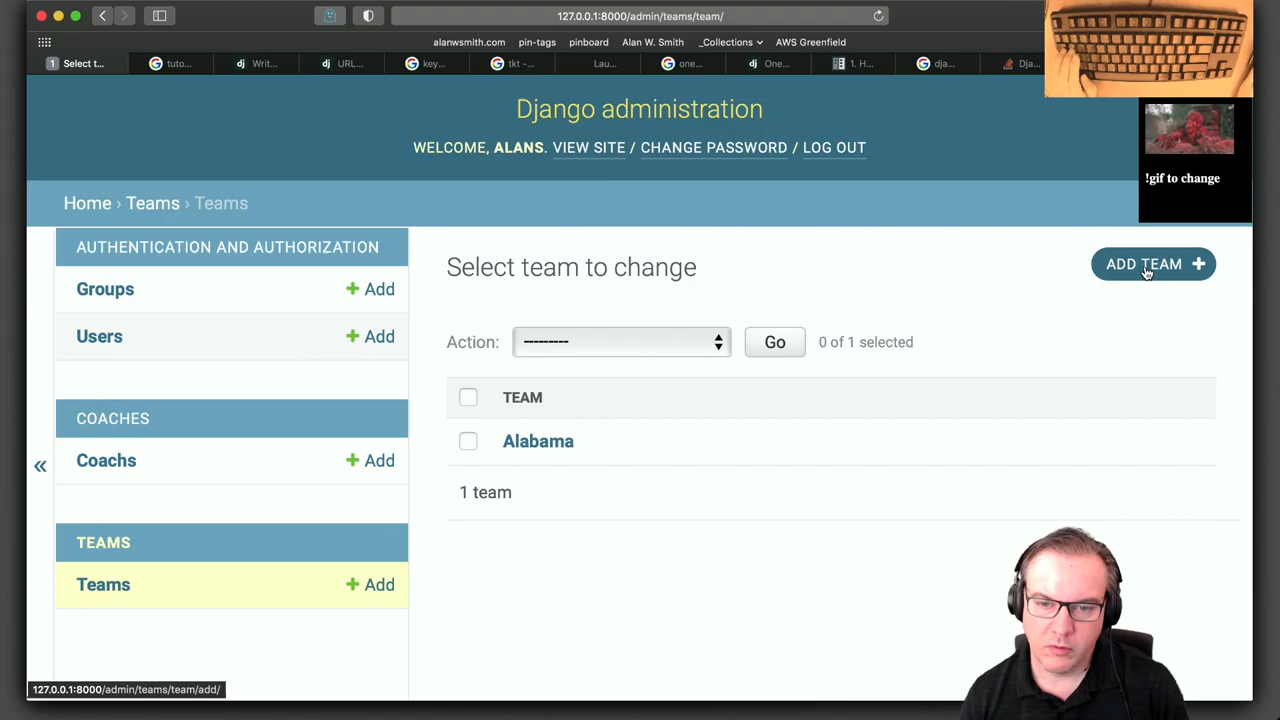 127.0.0.1:8000/admin/teams/team/
alanwsmith.com pin-tags pinboard Alan W. Smith _Collections AWS Greenfield
1 Select t... tuto... Writ... URL... key... tkt -... Lau... one... One... 1. H... dja... Dja...
Django administration
WELCOME, ALANS. VIEW SITE / CHANGE PASSWORD / LOG OUT
!gif to change
Home › Teams › Teams
AUTHENTICATION AND AUTHORIZATION
Groups + Add
Users + Add
COACHES
Coachs + Add
TEAMS
Teams + Add
«
Select team to change
ADD TEAM +
Action: --------- Go 0 of 1 selected
TEAM
Alabama
1 team
127.0.0.1:8000/admin/teams/team/add/